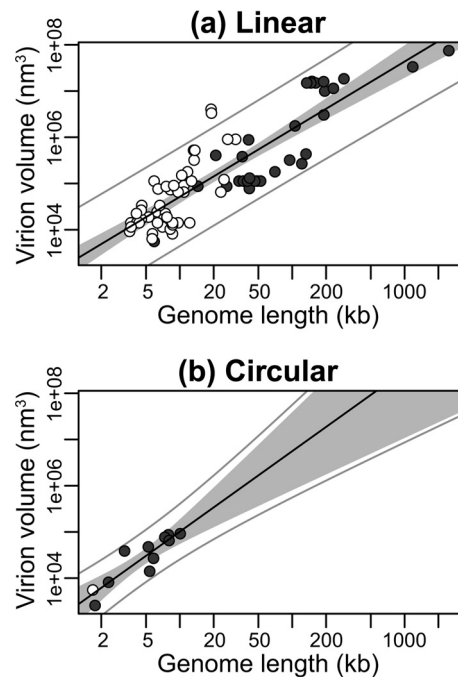 (a) Linear
1e+08
1e+06
1e+04
Virion volume (nm³)
2 5 10 20 50 200 1000
Genome length (kb)
(b) Circular
1e+08
1e+06
1e+04
Virion volume (nm³)
2 5 10 20 50 200 1000
Genome length (kb)